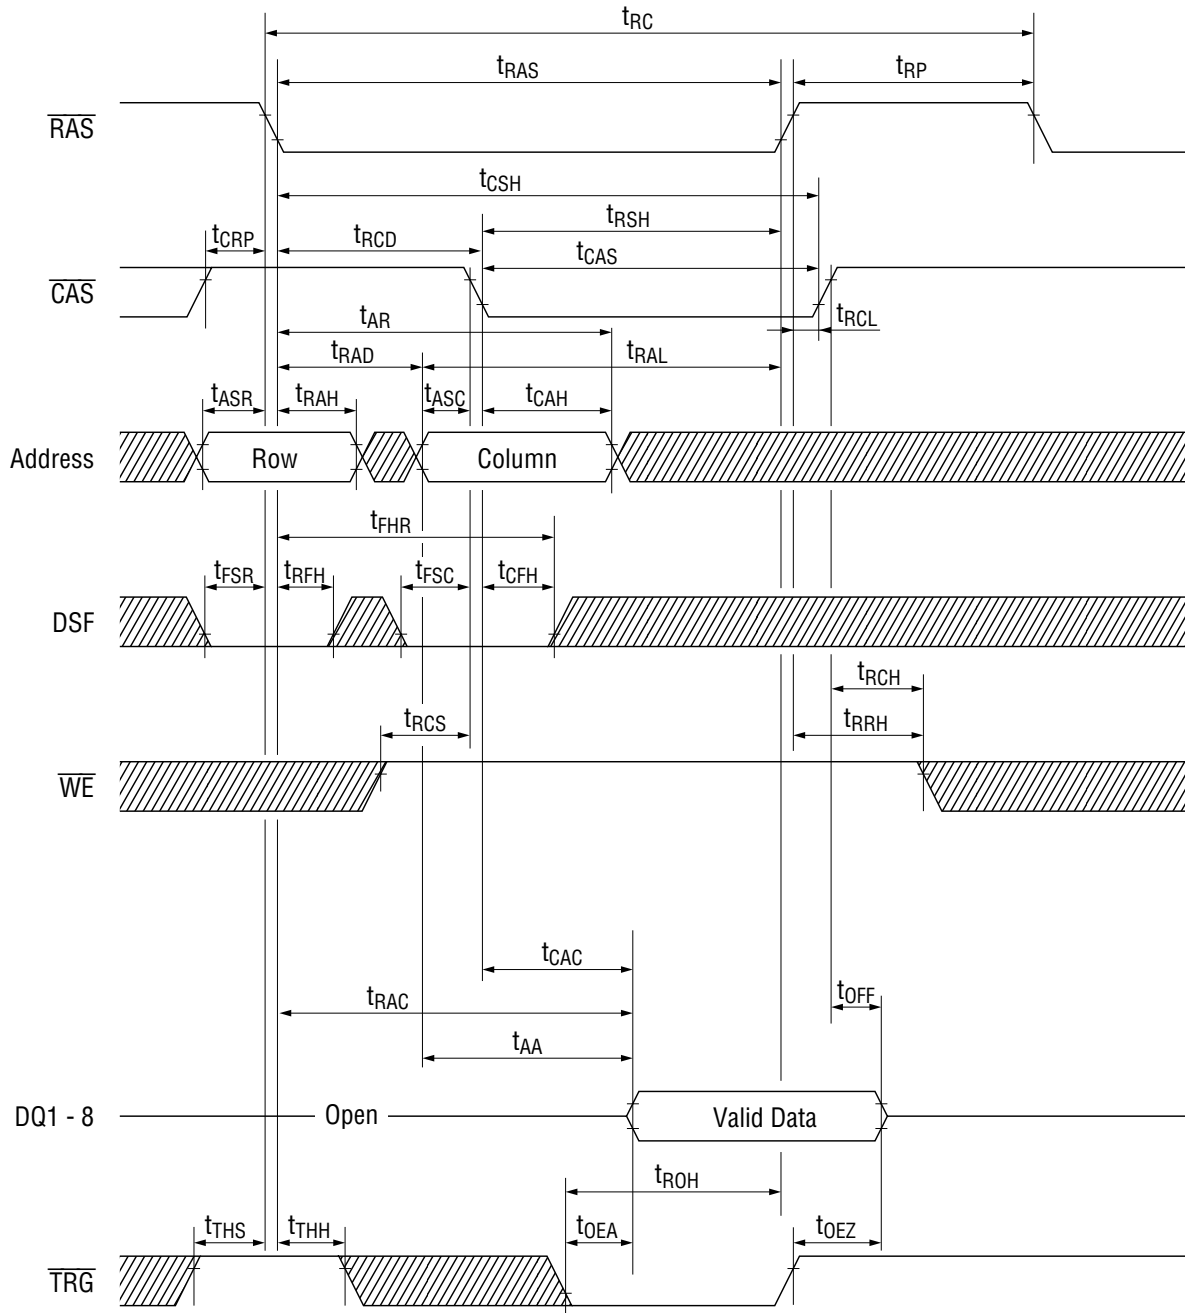 tRC
tRAS tRP
RAS
tCSH
tRSH
tCRP tRCD
tCAS
CAS
tAR tRCL
tRAD tRAL
tASR tRAH tASC tCAH
Address Row Column
tFHR
tFSR tRFH tFSC tCFH
DSF
tRCH
tRCS tRRH
WE
tCAC
tRAC tOFF
tAA
DQ1 - 8 Open Valid Data
tROH
tTHS tTHH tOEA tOEZ
TRG